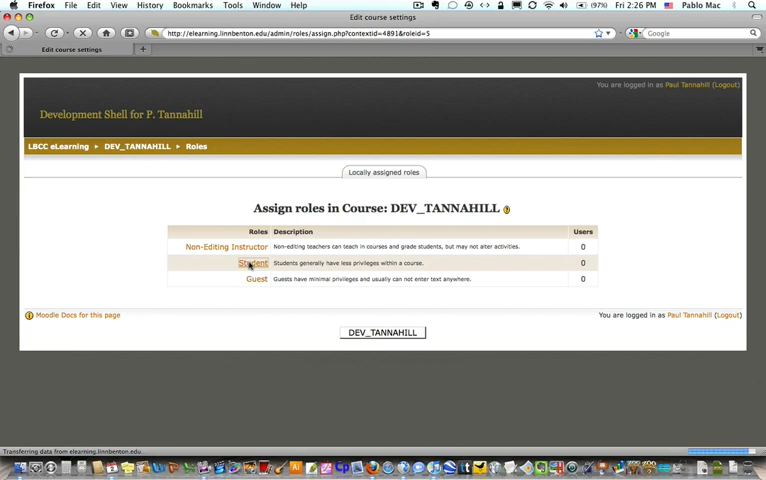 Firefox File Edit View History Bookmarks Tools Window Help (97%) Fri 2:26 PM Pablo Mac
Edit course settings
http://elearning.linnbenton.edu/admin/roles/assign.php?contextid=4891&roleid=5
Google
Edit course settings
You are logged in as Paul Tannahill (Logout)
Development Shell for P. Tannahill
LBCC eLearning ► DEV_TANNAHILL ► Roles
Locally assigned roles
Assign roles in Course: DEV_TANNAHILL
Roles Description Users
Non-Editing Instructor Non-editing teachers can teach in courses and grade students, but may not alter activities. 0
Student Students generally have less privileges within a course. 0
Guest Guests have minimal privileges and usually can not enter text anywhere. 0
Moodle Docs for this page You are logged in as Paul Tannahill (Logout)
DEV_TANNAHILL
Transferring data from elearning.linnbenton.edu...